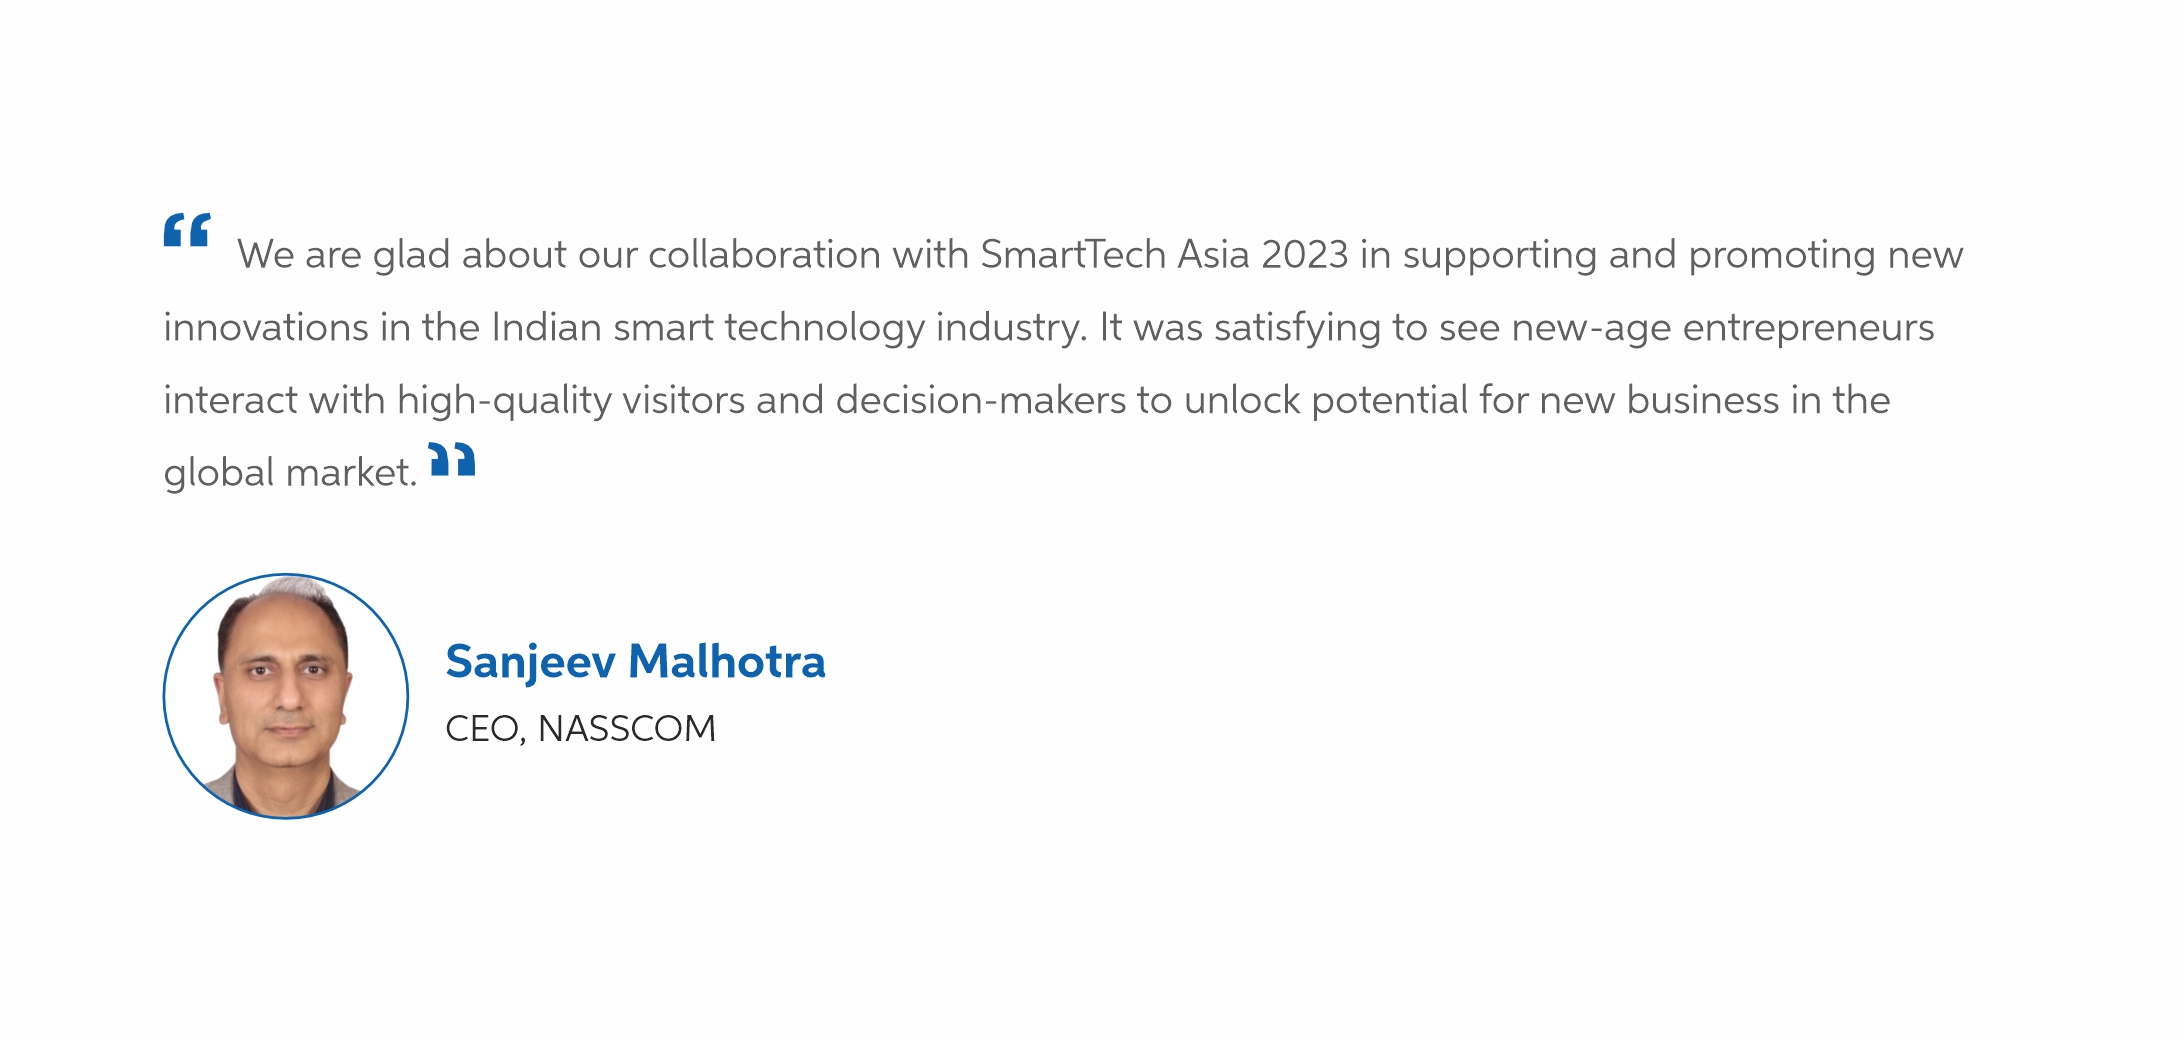 “ We are glad about our collaboration with SmartTech Asia 2023 in supporting and promoting new
innovations in the Indian smart technology industry. It was satisfying to see new-age entrepreneurs
interact with high-quality visitors and decision-makers to unlock potential for new business in the
global market. ”
Sanjeev Malhotra
CEO, NASSCOM